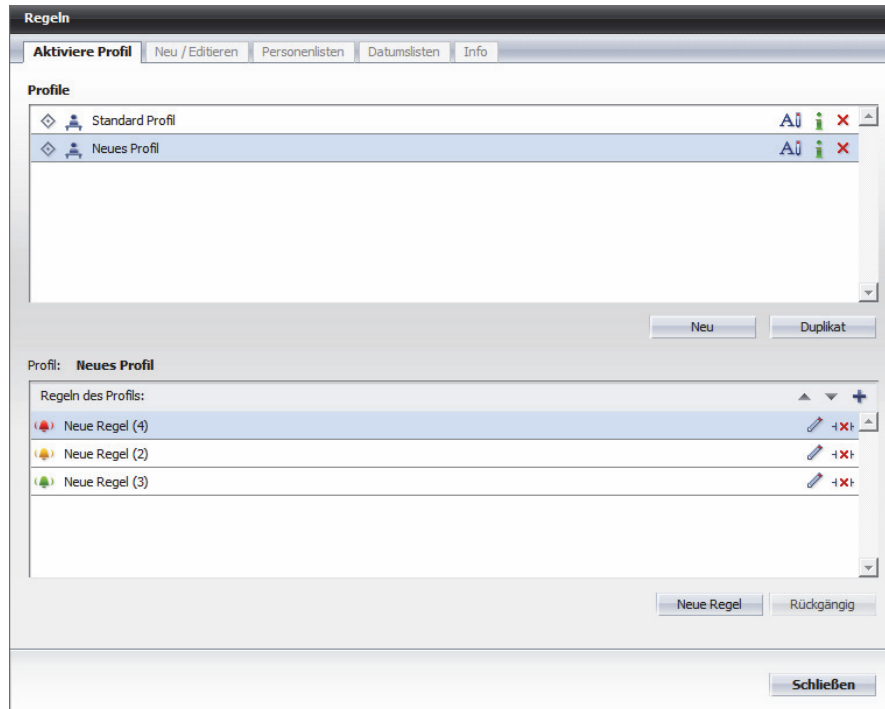 Regeln
Aktiviere Profil Neu / Editieren Personenlisten Datumslisten Info
Profile
Standard Profil
Neues Profil
Neu Duplikat
Profil: Neues Profil
Regeln des Profils:
Neue Regel (4)
Neue Regel (2)
Neue Regel (3)
Neue Regel Rückgängig
Schließen